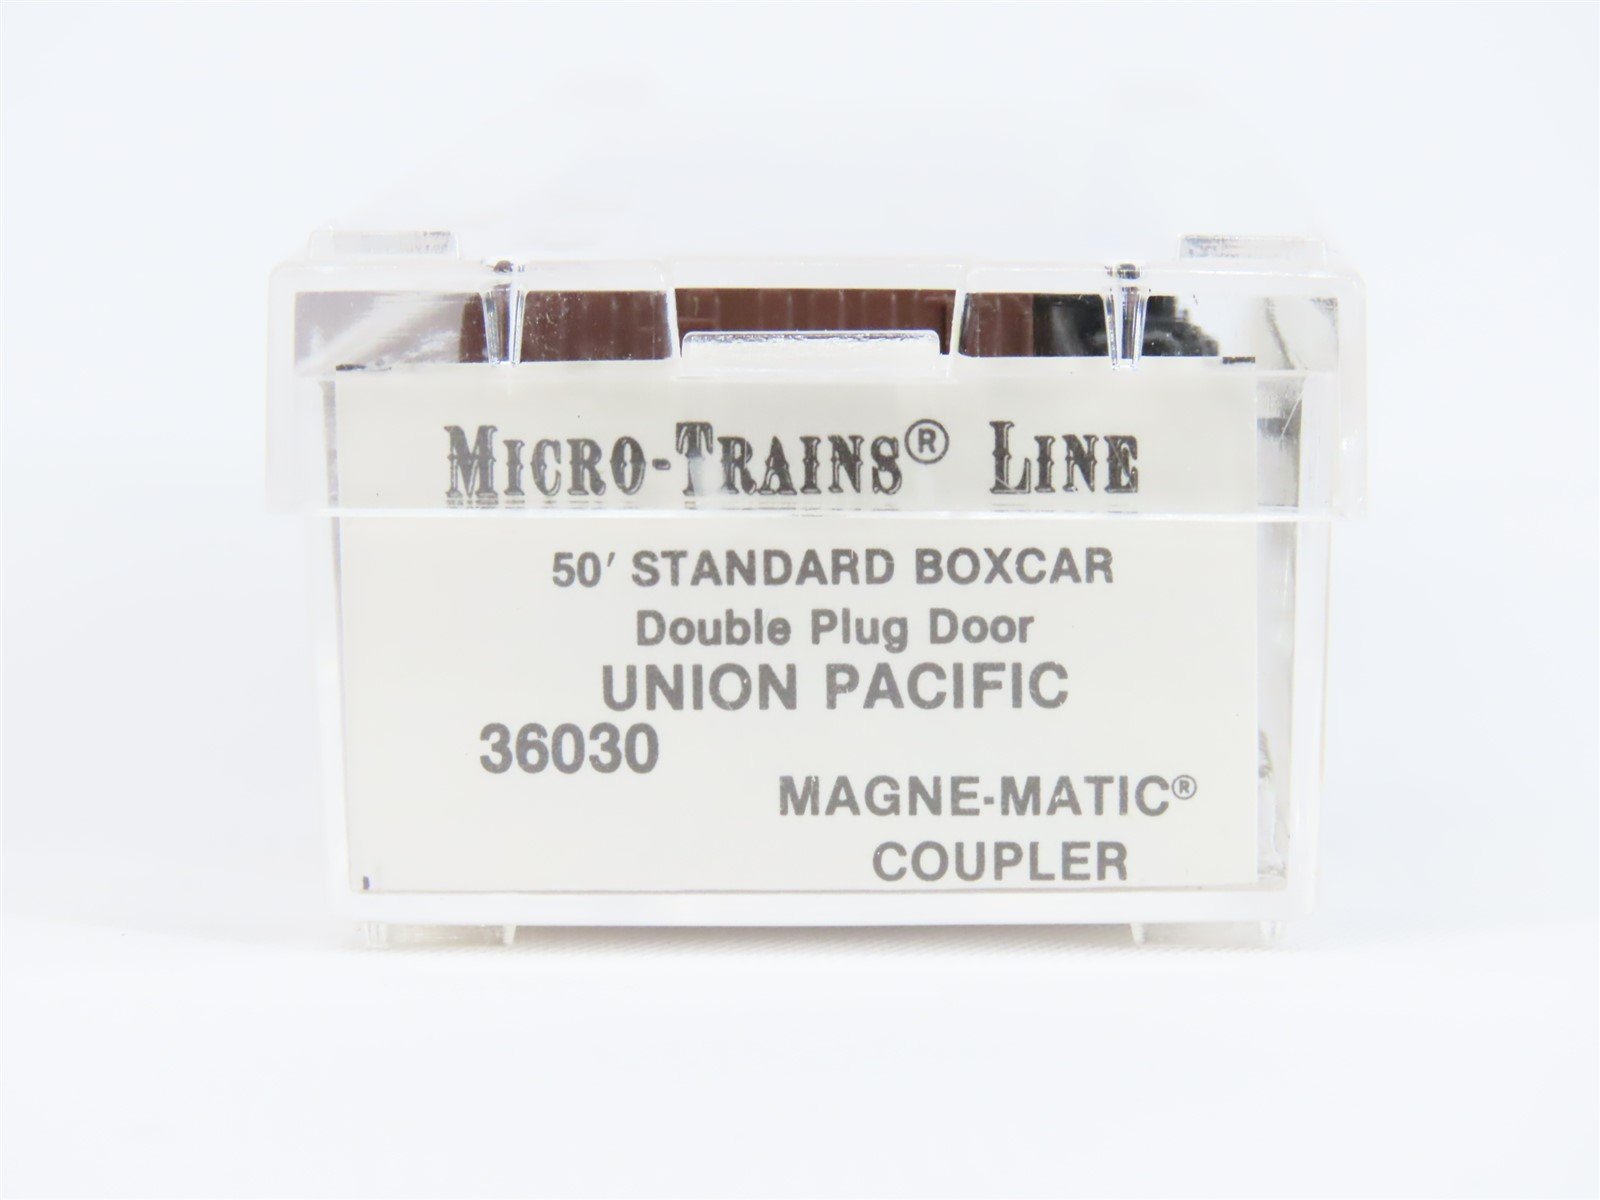 MICRO-TRAINS® LINE
50' STANDARD BOXCAR
Double Plug Door
UNION PACIFIC
36030
MAGNE-MATIC®
COUPLER